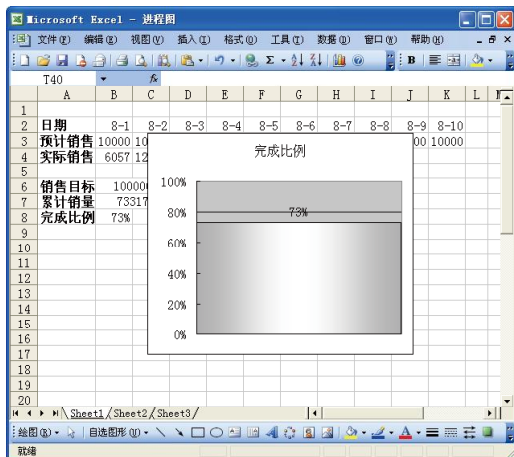 Microsoft Excel - 进程图
文件(F) 编辑(E) 视图(V) 插入(I) 格式(O) 工具(T) 数据(D) 窗口(W) 帮助(H)
Σ B
T40 fx
A B C D E F G H I J K L
1
2 日期 8-1 8-2 8-3 8-4 8-5 8-6 8-7 8-8 8-9 8-10
3 预计销售 10000 10 00 10000
4 实际销售 6057 12
5
6 销售目标 10000
7 累计销量 73317
8 完成比例 73%
9
10
11
12
13
14
15
16
17
18
19
20
完成比例
100%
80%
73%
60%
40%
20%
0%
Sheet1 Sheet2 Sheet3
绘图(R) 自选图形(U) A
就绪